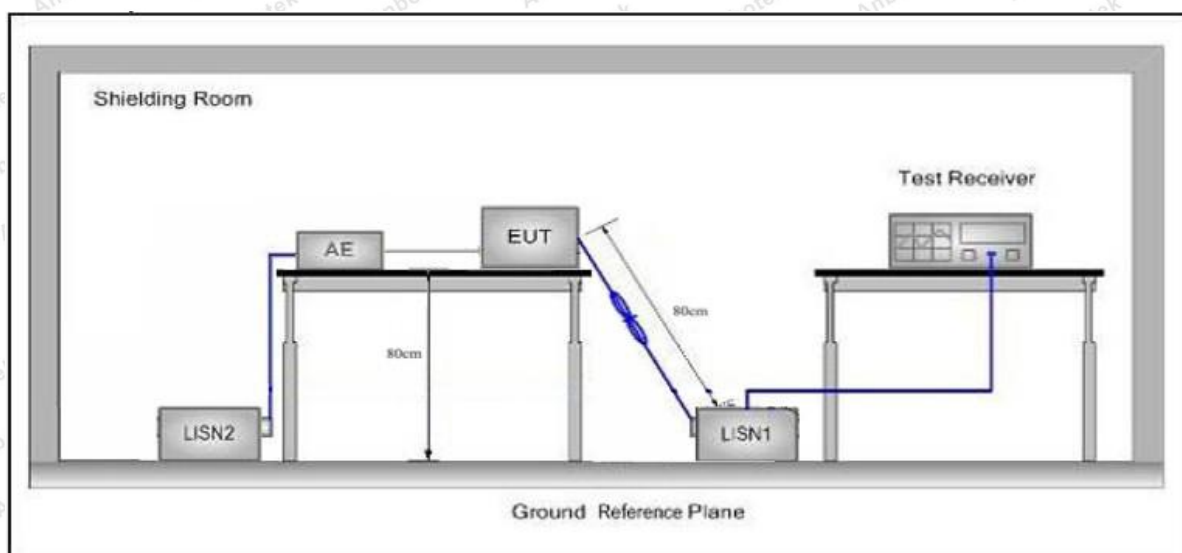 Shielding Room
Test Receiver
AE
EUT
80cm
80cm
LISN2
LISN1
Ground Reference Plane